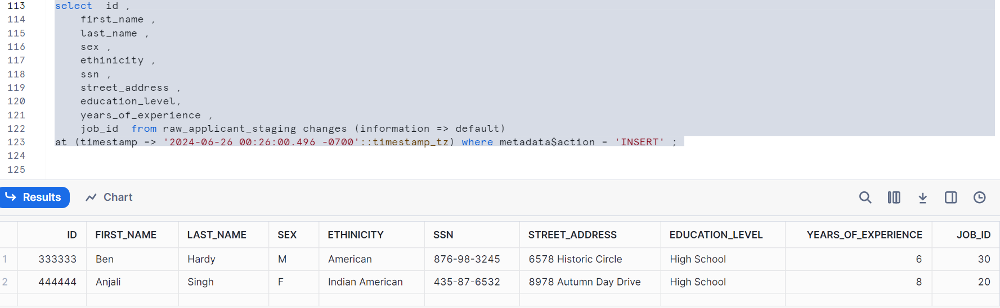 113 select  id ,
114     first_name ,
115     last_name ,
116     sex ,
117     ethinicity ,
118     ssn ,
119     street_address ,
120     education_level,
121     years_of_experience ,
122     job_id  from raw_applicant_staging changes (information => default)
123 at (timestamp => '2024-06-26 00:26:00.496 -0700'::timestamp_tz) where metadata$action = 'INSERT' ;
124
125
Results Chart
ID FIRST_NAME LAST_NAME SEX ETHINICITY SSN STREET_ADDRESS EDUCATION_LEVEL YEARS_OF_EXPERIENCE JOB_ID
1 333333 Ben Hardy M American 876-98-3245 6578 Historic Circle High School 6 30
2 444444 Anjali Singh F Indian American 435-87-6532 8978 Autumn Day Drive High School 8 20